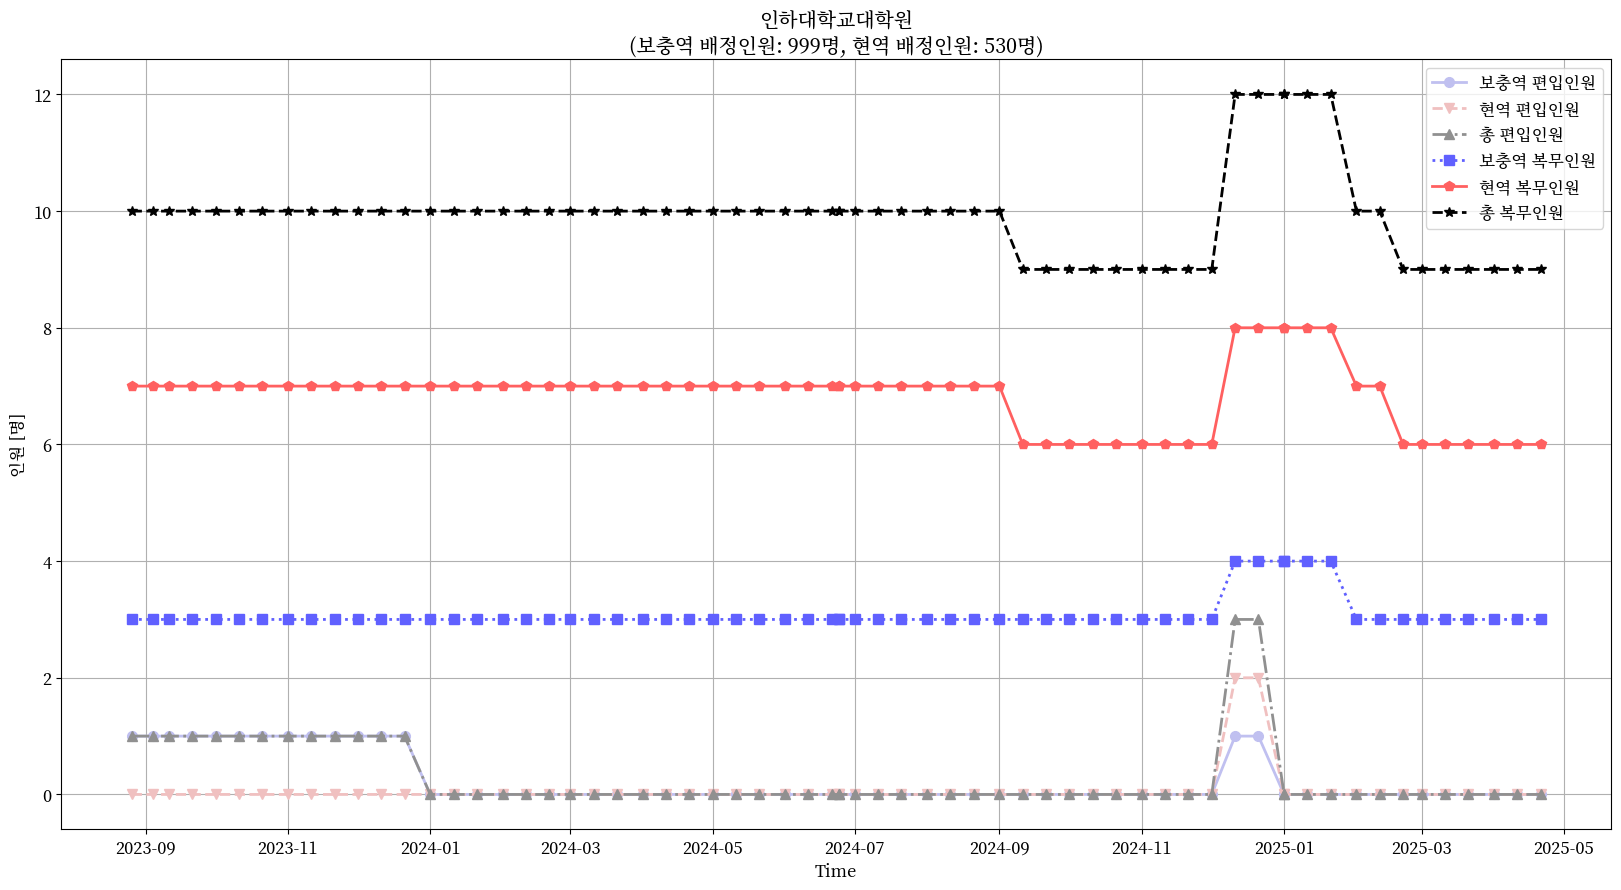 인하대학교대학원
(보충역 배정인원: 999명, 현역 배정인원: 530명)
보충역 편입인원
현역 편입인원
총 편입인원
보충역 복무인원
현역 복무인원
총 복무인원
인원 [명]
12
10
8
6
4
2
0
2023-09 2023-11 2024-01 2024-03 2024-05 2024-07 2024-09 2024-11 2025-01 2025-03 2025-05
Time